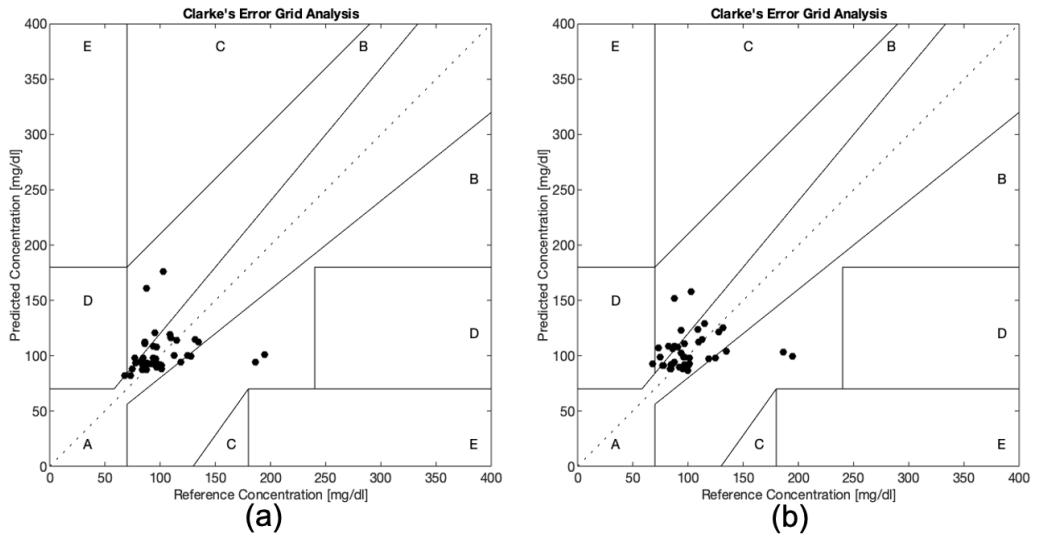 Clarke's Error Grid Analysis
400
350
300
250
200
150
100
50
0
Predicted Concentration [mg/dl]
E
C
B
B
D
D
A
C
E
0
50
100
150
200
250
300
350
400
Reference Concentration [mg/dl]
(a)
Clarke's Error Grid Analysis
400
350
300
250
200
150
100
50
0
Predicted Concentration [mg/dl]
E
C
B
B
D
D
A
C
E
0
50
100
150
200
250
300
350
400
Reference Concentration [mg/dl]
(b)